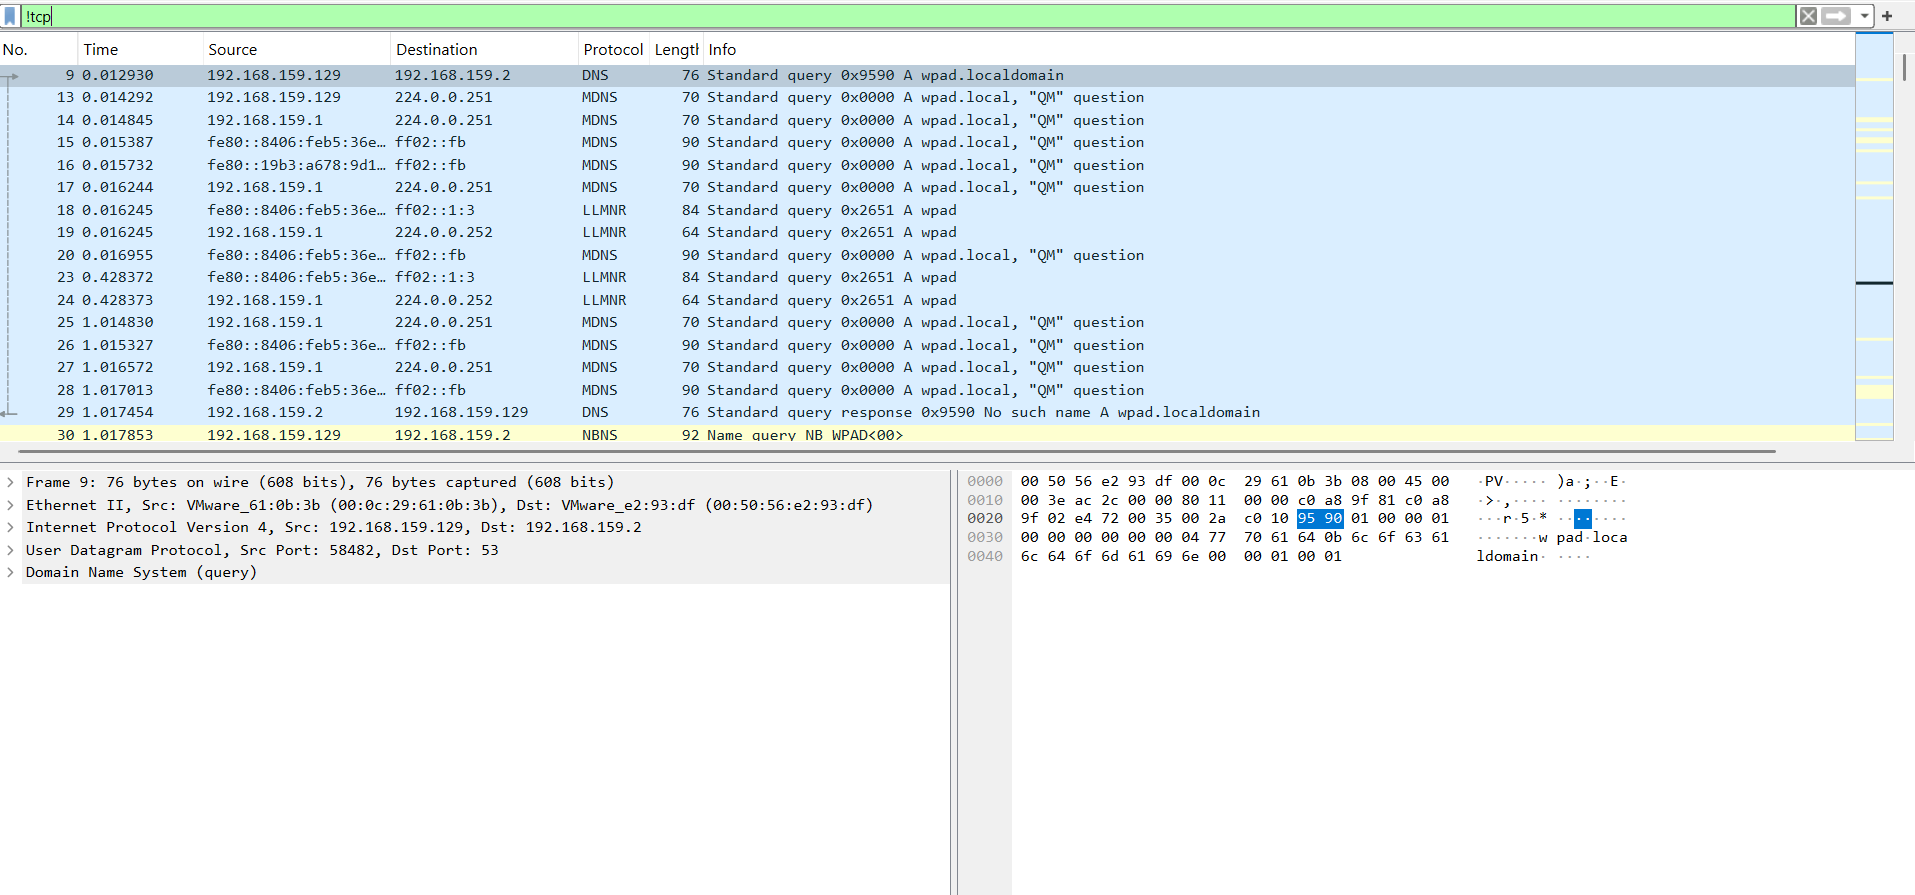 !tcp
No. Time Source Destination Protocol Length Info
9 0.012930 192.168.159.129 192.168.159.2 DNS 76 Standard query 0x9590 A wpad.localdomain
13 0.014292 192.168.159.129 224.0.0.251 MDNS 70 Standard query 0x0000 A wpad.local, "QM" question
14 0.014845 192.168.159.1 224.0.0.251 MDNS 70 Standard query 0x0000 A wpad.local, "QM" question
15 0.015387 fe80::8406:feb5:36e… ff02::fb MDNS 90 Standard query 0x0000 A wpad.local, "QM" question
16 0.015732 fe80::19b3:a678:9d1… ff02::fb MDNS 90 Standard query 0x0000 A wpad.local, "QM" question
17 0.016244 192.168.159.1 224.0.0.251 MDNS 70 Standard query 0x0000 A wpad.local, "QM" question
18 0.016245 fe80::8406:feb5:36e… ff02::1:3 LLMNR 84 Standard query 0x2651 A wpad
19 0.016245 192.168.159.1 224.0.0.252 LLMNR 64 Standard query 0x2651 A wpad
20 0.016955 fe80::8406:feb5:36e… ff02::fb MDNS 90 Standard query 0x0000 A wpad.local, "QM" question
23 0.428372 fe80::8406:feb5:36e… ff02::1:3 LLMNR 84 Standard query 0x2651 A wpad
24 0.428373 192.168.159.1 224.0.0.252 LLMNR 64 Standard query 0x2651 A wpad
25 1.014830 192.168.159.1 224.0.0.251 MDNS 70 Standard query 0x0000 A wpad.local, "QM" question
26 1.015327 fe80::8406:feb5:36e… ff02::fb MDNS 90 Standard query 0x0000 A wpad.local, "QM" question
27 1.016572 192.168.159.1 224.0.0.251 MDNS 70 Standard query 0x0000 A wpad.local, "QM" question
28 1.017013 fe80::8406:feb5:36e… ff02::fb MDNS 90 Standard query 0x0000 A wpad.local, "QM" question
29 1.017454 192.168.159.2 192.168.159.129 DNS 76 Standard query response 0x9590 No such name A wpad.localdomain
30 1.017853 192.168.159.129 192.168.159.2 NBNS 92 Name query NB WPAD<00>
Frame 9: 76 bytes on wire (608 bits), 76 bytes captured (608 bits)
Ethernet II, Src: VMware_61:0b:3b (00:0c:29:61:0b:3b), Dst: VMware_e2:93:df (00:50:56:e2:93:df)
Internet Protocol Version 4, Src: 192.168.159.129, Dst: 192.168.159.2
User Datagram Protocol, Src Port: 58482, Dst Port: 53
Domain Name System (query)
0000 00 50 56 e2 93 df 00 0c 29 61 0b 3b 08 00 45 00 ·PV····· )a·;··E·
0010 00 3e ac 2c 00 00 80 11 00 00 c0 a8 9f 81 c0 a8 ·>·,···· ········
0020 9f 02 e4 72 00 35 00 2a c0 10 95 90 01 00 00 01 ···r·5·* ········
0030 00 00 00 00 00 00 04 77 70 61 64 0b 6c 6f 63 61 ·······w pad·loca
0040 6c 64 6f 6d 61 69 6e 00 00 01 00 01 ldomain· ····